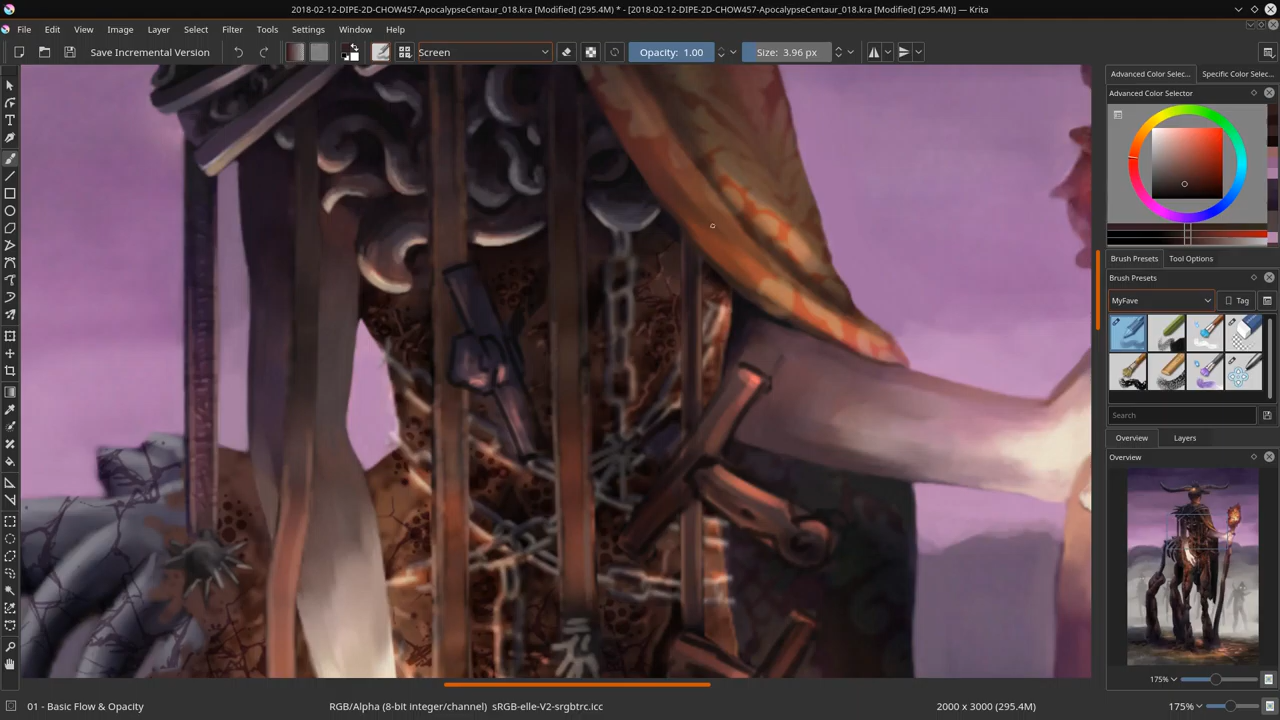 2018-02-12-DIPE-2D-CHOW457-ApocalypseCentaur_018.kra [Modified] (295.4M) * - [2018-02-12-DIPE-2D-CHOW457-ApocalypseCentaur_018.kra [Modified] (295.4M)] — Krita
File Edit View Image Layer Select Filter Tools Settings Window Help
Save Incremental Version Screen Opacity: 1.00 Size: 3.96 px
Advanced Color Selec... Specific Color Selec...
Advanced Color Selector
Brush Presets Tool Options
Brush Presets
MyFave Tag
Search
Overview Layers
Overview
175%
01 - Basic Flow & Opacity RGB/Alpha (8-bit integer/channel) sRGB-elle-V2-srgbtrc.icc 2000 x 3000 (295.4M) 175%